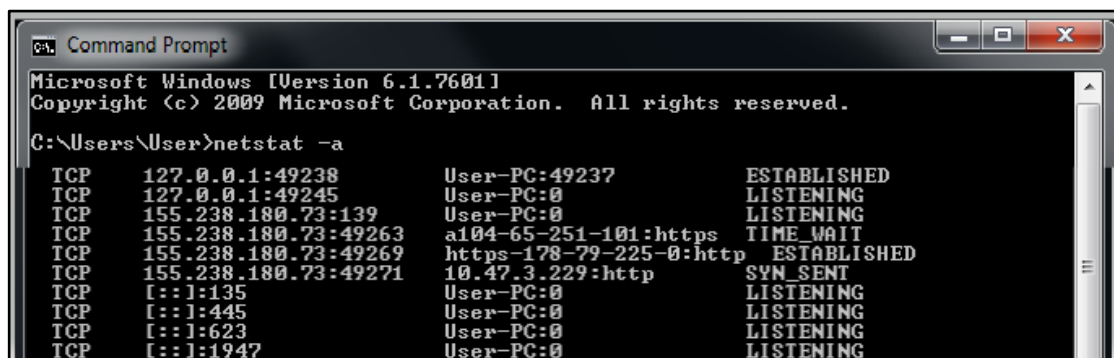 Command Prompt
Microsoft Windows [Version 6.1.7601]
Copyright (c) 2009 Microsoft Corporation. All rights reserved.
C:\Users\User>netstat -a
TCP 127.0.0.1:49238 User-PC:49237 ESTABLISHED
TCP 127.0.0.1:49245 User-PC:0 LISTENING
TCP 155.238.180.73:139 User-PC:0 LISTENING
TCP 155.238.180.73:49263 a104-65-251-101:https TIME_WAIT
TCP 155.238.180.73:49269 https-178-79-225-0:http ESTABLISHED
TCP 155.238.180.73:49271 10.47.3.229:http SYN_SENT
TCP [::]:135 User-PC:0 LISTENING
TCP [::]:445 User-PC:0 LISTENING
TCP [::]:623 User-PC:0 LISTENING
TCP [::]:1947 User-PC:0 LISTENING